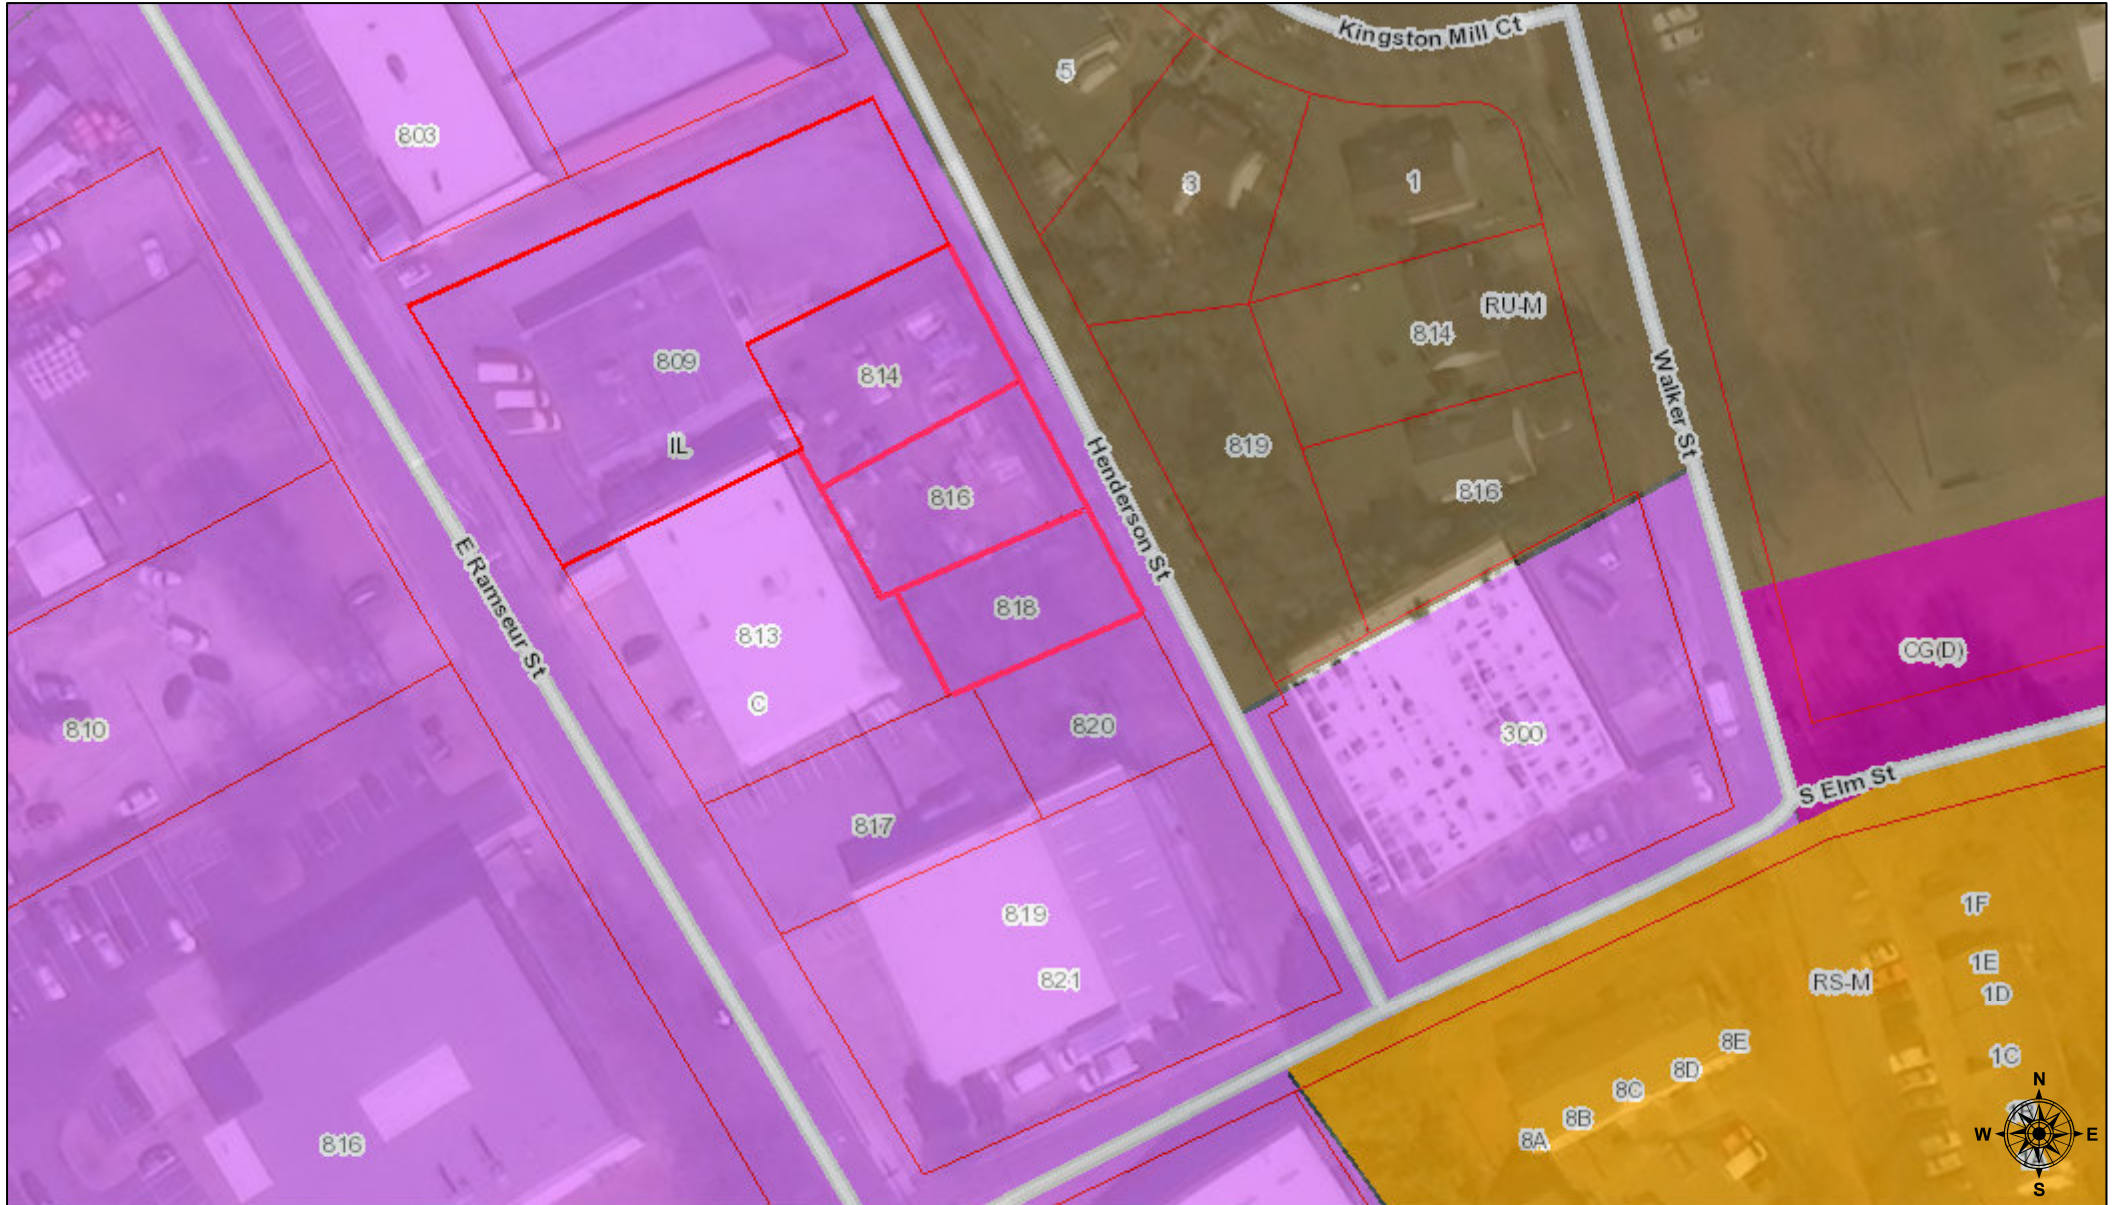 Kingston Mill Ct
5
803
3
1
RU-M
814
809
814
IL
819
Walker St
816
816
Henderson St
E Ramseur St
818
813
CG(D)
C
820
810
300
S Elm St
817
819
1F
821
1E
RS-M
1D
8E
1C
8D
8C
8B
8A
816
N
W
E
S